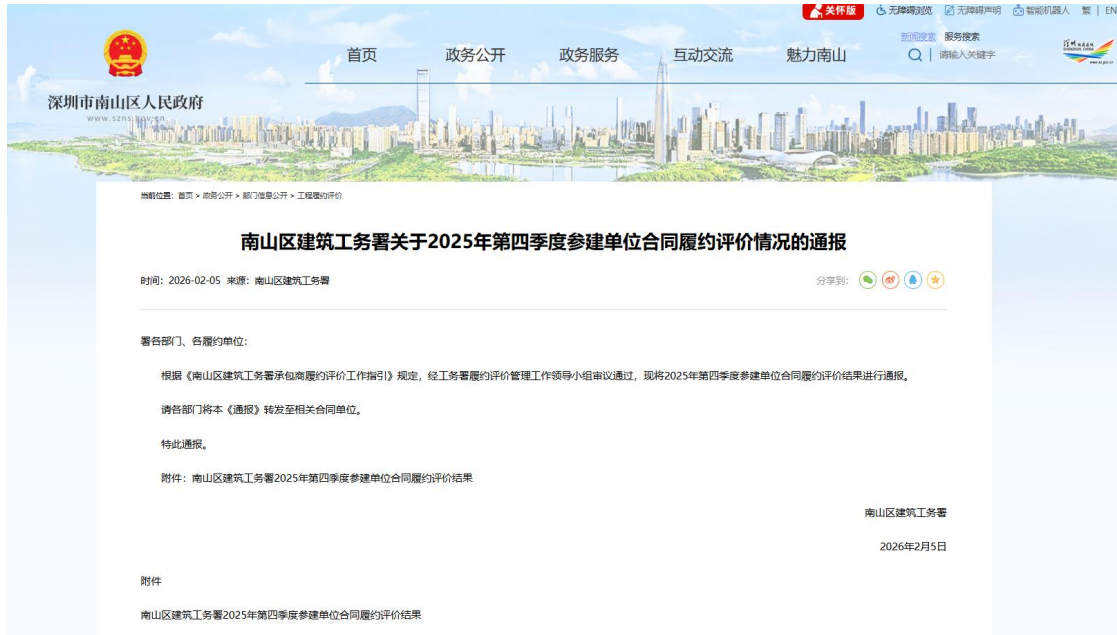 关怀版 无障碍浏览 无障碍声明 智能机器人 繁 | EN
新闻搜索 服务搜索
首页 政务公开 政务服务 互动交流 魅力南山
请输入关键字
深圳市南山区人民政府
www.szns.gov.cn
当前位置：首页 > 政务公开 > 部门信息公开 > 工程履约评价
南山区建筑工务署关于2025年第四季度参建单位合同履约评价情况的通报
时间：2026-02-05 来源：南山区建筑工务署
分享到：
署各部门、各履约单位：
根据《南山区建筑工务署承包商履约评价工作指引》规定，经工务署履约评价管理工作领导小组审议通过，现将2025年第四季度参建单位合同履约评价结果进行通报。
请各部门将本《通报》转发至相关合同单位。
特此通报。
附件：南山区建筑工务署2025年第四季度参建单位合同履约评价结果
南山区建筑工务署
2026年2月5日
附件
南山区建筑工务署2025年第四季度参建单位合同履约评价结果